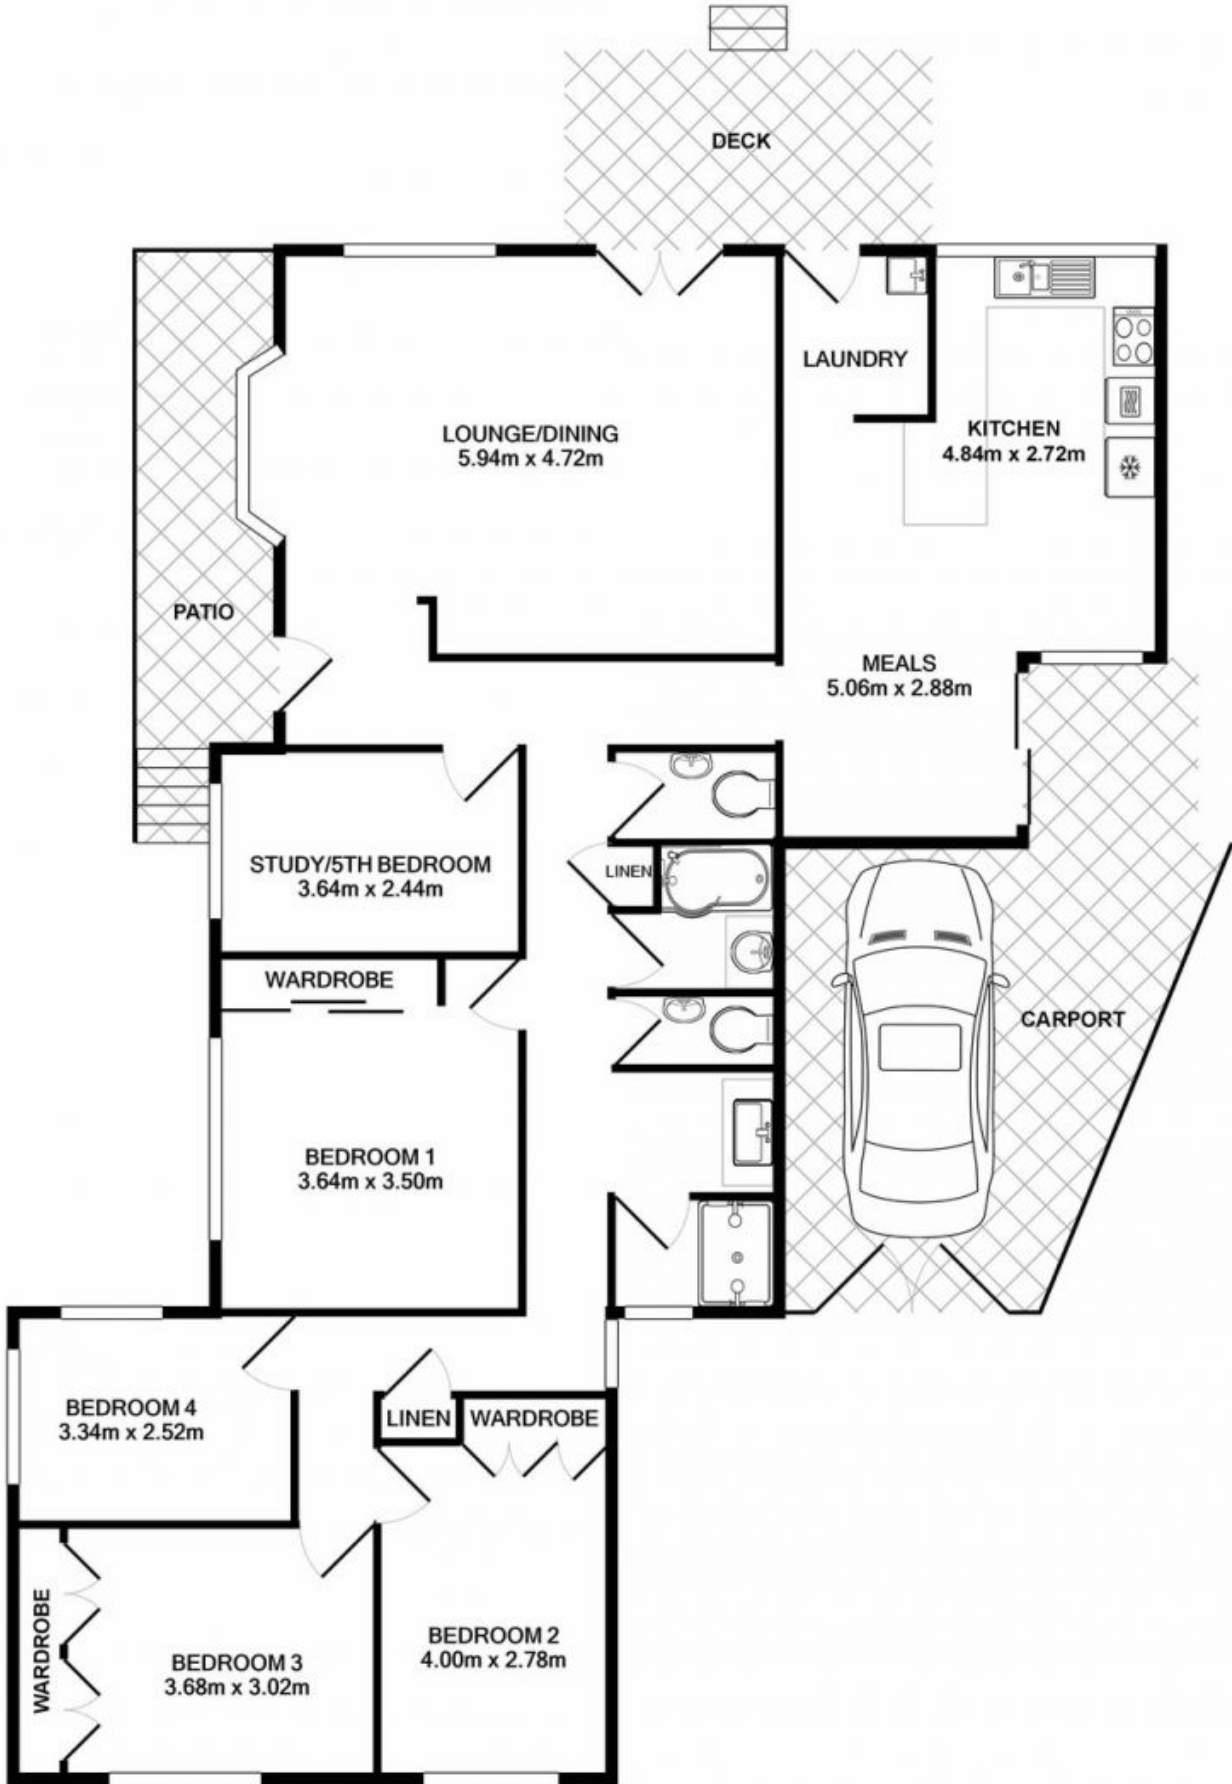 DECK
LAUNDRY
KITCHEN
4.84m x 2.72m
LOUNGE/DINING
5.94m x 4.72m
PATIO
MEALS
5.06m x 2.88m
STUDY/5TH BEDROOM
3.64m x 2.44m
LINEN
WARDROBE
CARPORT
BEDROOM 1
3.64m x 3.50m
BEDROOM 4
3.34m x 2.52m
LINEN
WARDROBE
WARDROBE
BEDROOM 3
3.68m x 3.02m
BEDROOM 2
4.00m x 2.78m